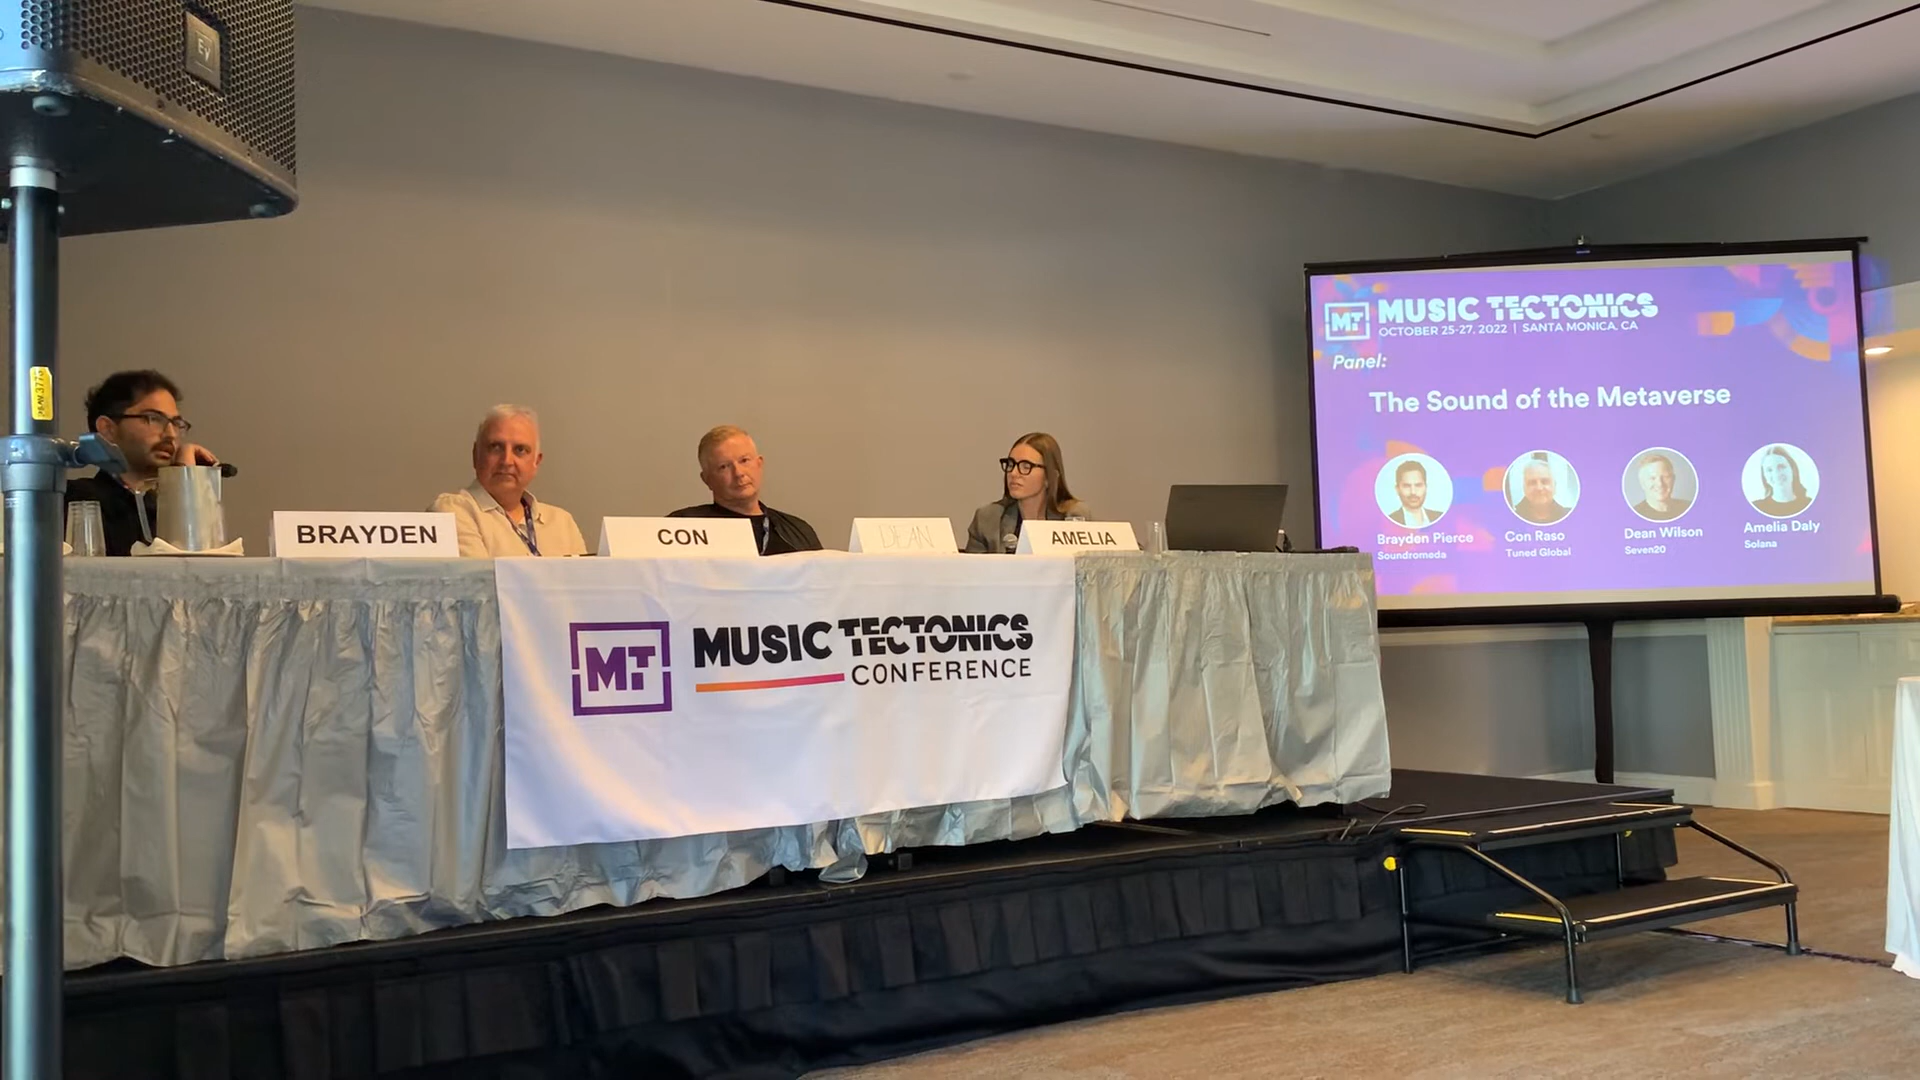 EV
BRAYDEN
CON
DEAN
AMELIA
MT
MUSIC TECTONICS
CONFERENCE
MT
MUSIC TECTONICS
OCTOBER 25-27, 2022 | SANTA MONICA, CA
Panel:
The Sound of the Metaverse
Brayden Pierce
Soundromeda
Con Raso
Tuned Global
Dean Wilson
Seven20
Amelia Daly
Solana